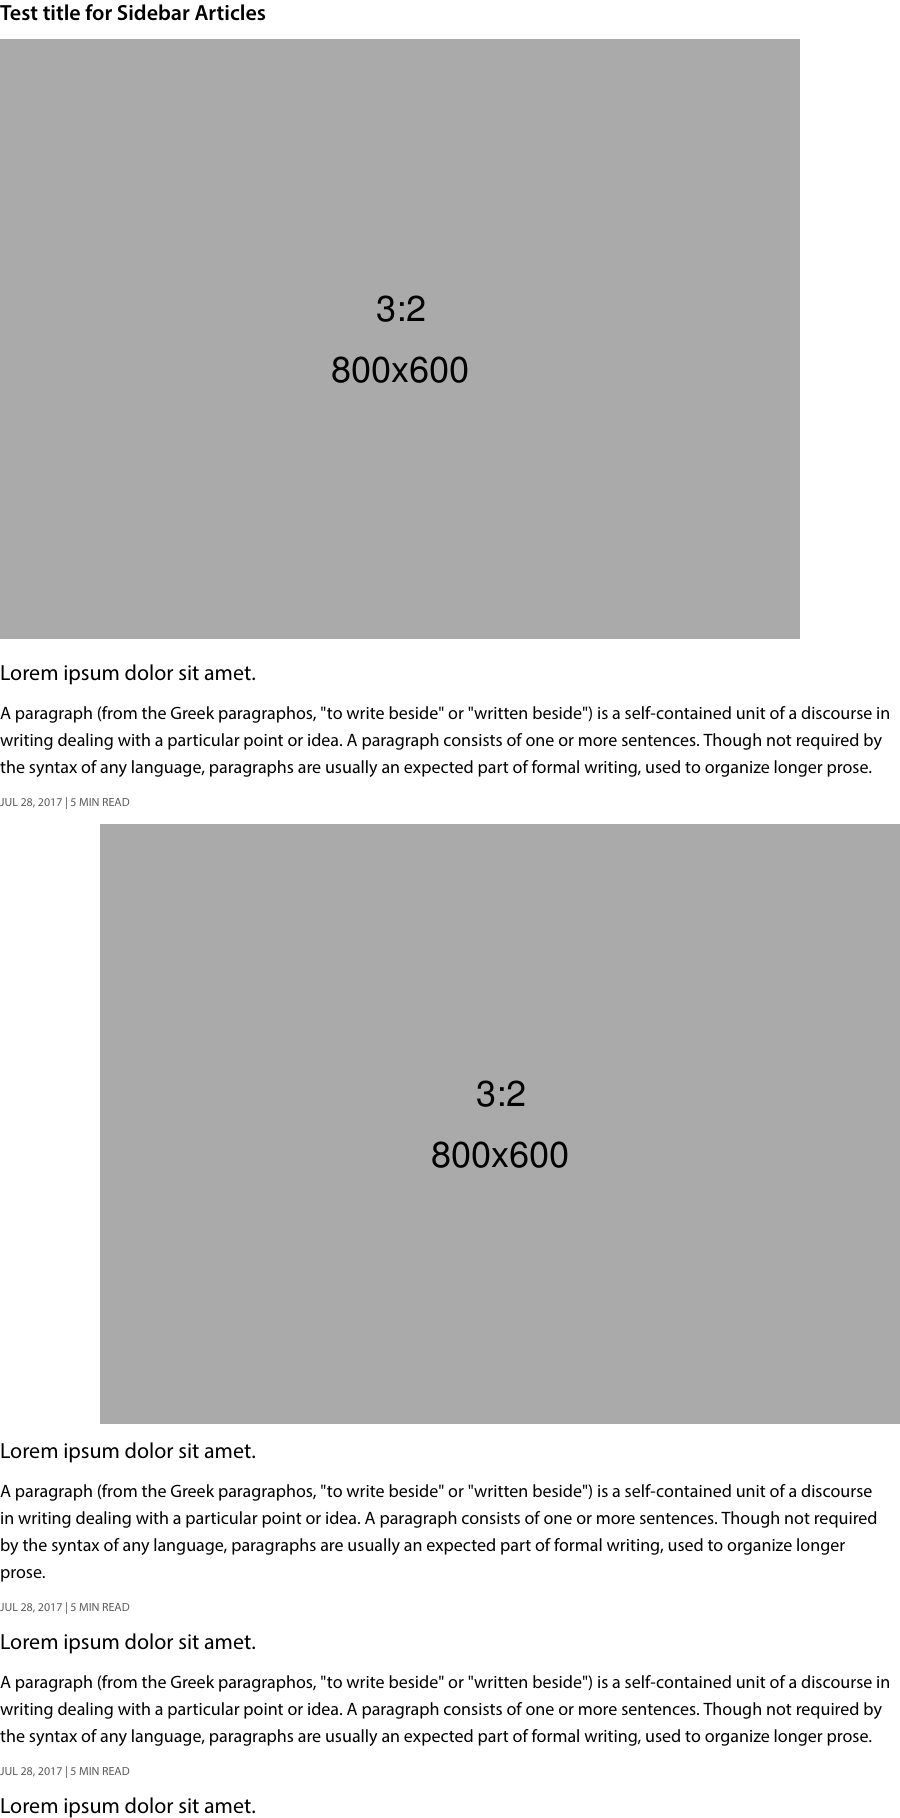 Test title for Sidebar Articles
3:2
800x600
Lorem ipsum dolor sit amet.
A paragraph (from the Greek paragraphos, "to write beside" or "written beside") is a self-contained unit of a discourse in
writing dealing with a particular point or idea. A paragraph consists of one or more sentences. Though not required by
the syntax of any language, paragraphs are usually an expected part of formal writing, used to organize longer prose.
JUL 28, 2017 | 5 MIN READ
3:2
800x600
Lorem ipsum dolor sit amet.
A paragraph (from the Greek paragraphos, "to write beside" or "written beside") is a self-contained unit of a discourse
in writing dealing with a particular point or idea. A paragraph consists of one or more sentences. Though not required
by the syntax of any language, paragraphs are usually an expected part of formal writing, used to organize longer
prose.
JUL 28, 2017 | 5 MIN READ
Lorem ipsum dolor sit amet.
A paragraph (from the Greek paragraphos, "to write beside" or "written beside") is a self-contained unit of a discourse in
writing dealing with a particular point or idea. A paragraph consists of one or more sentences. Though not required by
the syntax of any language, paragraphs are usually an expected part of formal writing, used to organize longer prose.
JUL 28, 2017 | 5 MIN READ
Lorem ipsum dolor sit amet.